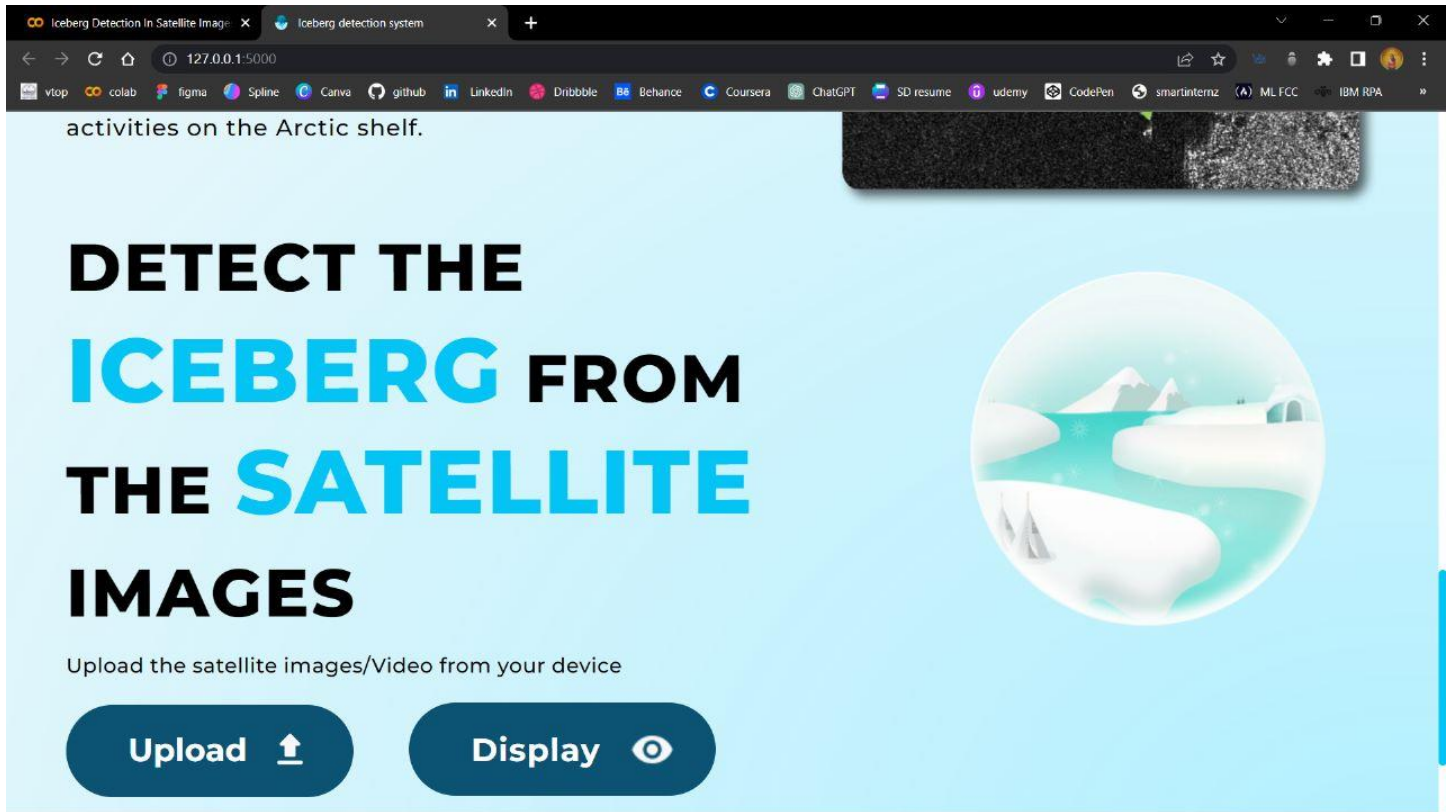 Iceberg Detection In Satellite Image
Iceberg detection system
127.0.0.1:5000
vtop colab figma Spline Canva github LinkedIn Dribbble Behance Coursera ChatGPT SD resume udemy CodePen smartinternz ML FCC IBM RPA »
activities on the Arctic shelf.
DETECT THE
ICEBERG FROM
THE SATELLITE
IMAGES
Upload the satellite images/Video from your device
Upload
Display